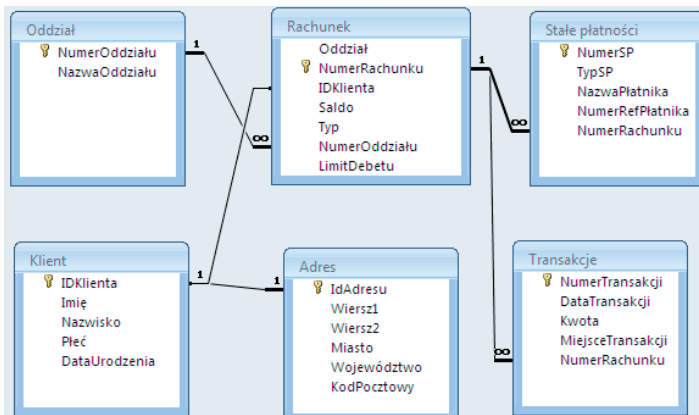 Oddział
NumerOddziału
NazwaOddziału
1
∞
Rachunek
Oddział
NumerRachunku
IDKlienta
Saldo
Typ
NumerOddziału
LimitDebetu
1
∞
Stałe płatności
NumerSP
TypSP
NazwaPłatnika
NumerRefPłatnika
NumerRachunku
Klient
IDKlienta
Imię
Nazwisko
Płeć
DataUrodzenia
1
1
Adres
IdAdresu
Wiersz1
Wiersz2
Miasto
Województwo
KodPocztowy
∞
Transakcje
NumerTransakcji
DataTransakcji
Kwota
MiejsceTransakcji
NumerRachunku